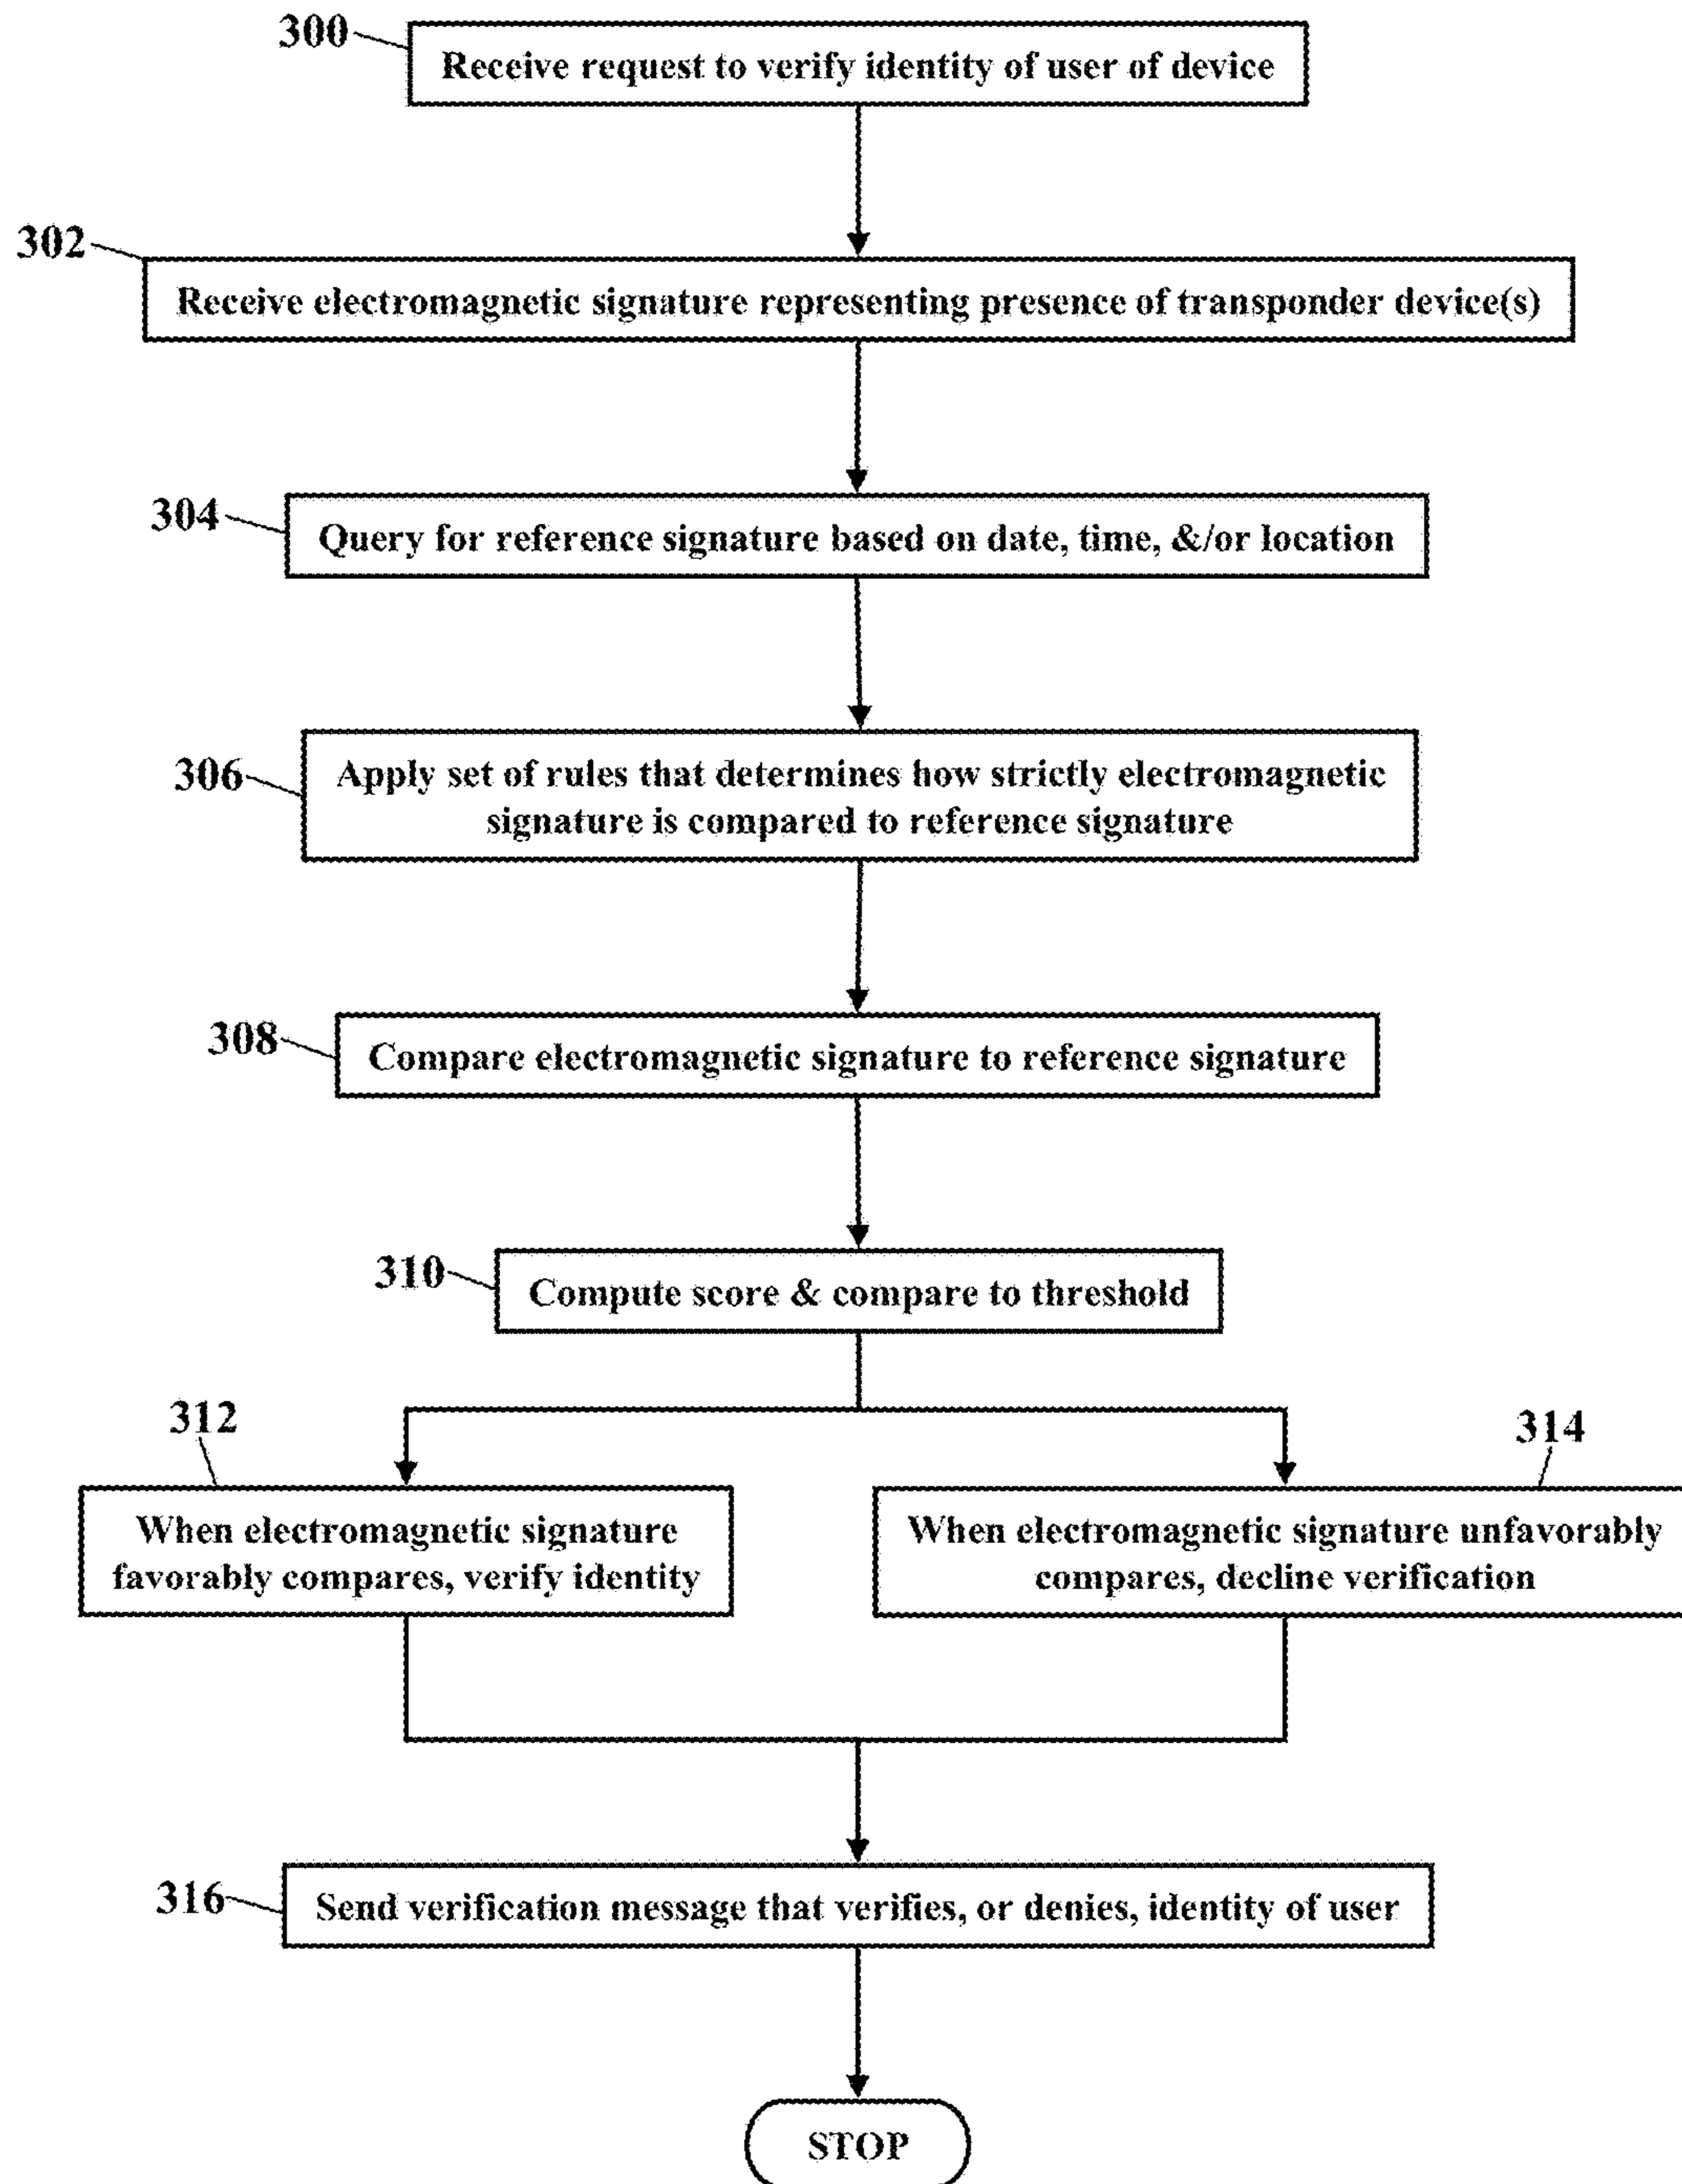 300
Receive request to verify identity of user of device
302
Receive electromagnetic signature representing presence of transponder device(s)
304
Query for reference signature based on date, time, &/or location
306
Apply set of rules that determines how strictly electromagnetic
signature is compared to reference signature
308
Compare electromagnetic signature to reference signature
310
Compute score & compare to threshold
312
When electromagnetic signature
favorably compares, verify identity
314
When electromagnetic signature unfavorably
compares, decline verification
316
Send verification message that verifies, or denies, identity of user
STOP